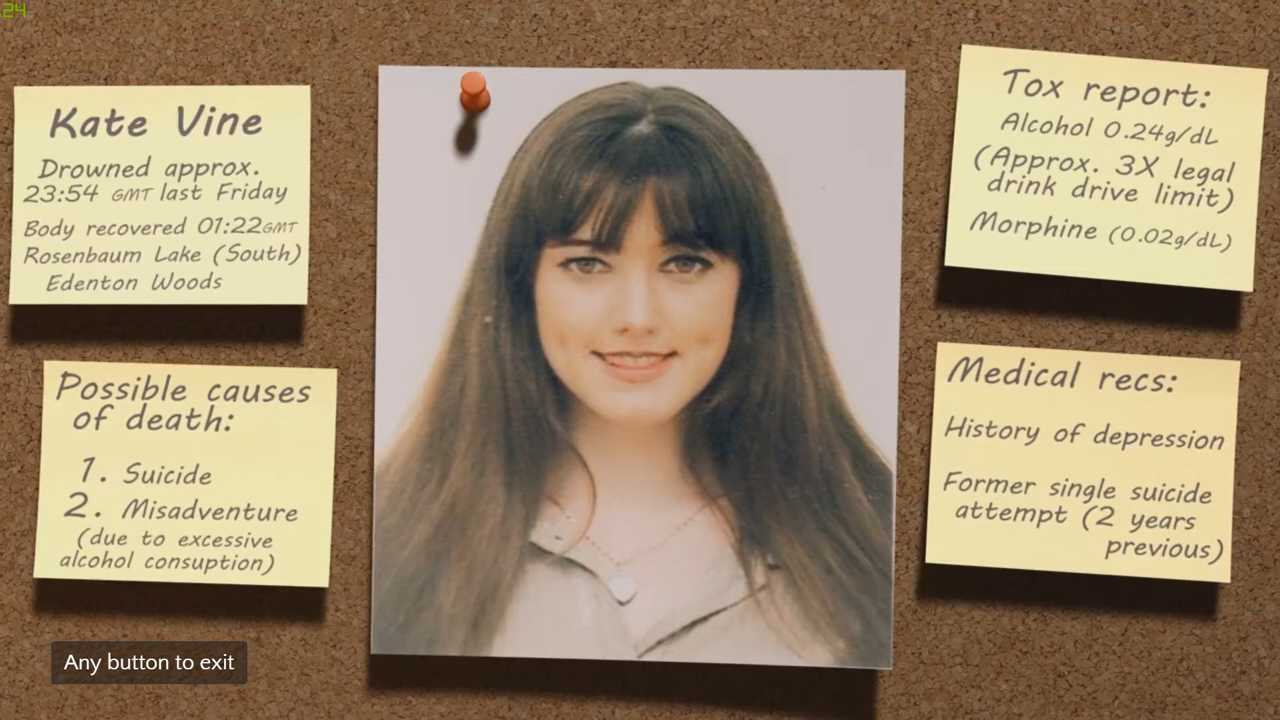 24
Kate Vine
Drowned approx.
23:54 GMT last Friday
Body recovered 01:22GMT
Rosenbaum Lake (South)
Edenton Woods
Possible causes
of death:
1. Suicide
2. Misadventure
(due to excessive
alcohol consuption)
Any button to exit
Tox report:
Alcohol 0.24g/dL
(Approx. 3X legal
drink drive limit)
Morphine (0.02g/dL)
Medical recs:
History of depression
Former single suicide
attempt (2 years
previous)